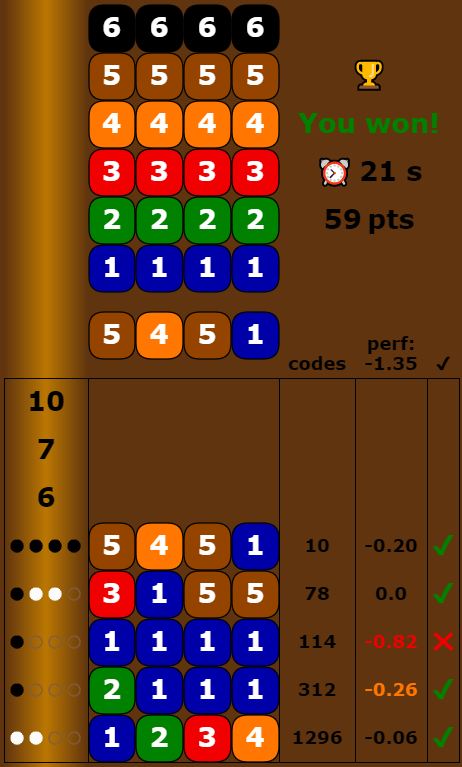 6 6 6 6
5 5 5 5
4 4 4 4
You won!
3 3 3 3
21 s
2 2 2 2
59 pts
1 1 1 1
5 4 5 1
perf:
codes -1.35 ✓
10
7
6
5 4 5 1 10 -0.20 ✓
3 1 5 5 78 0.0 ✓
1 1 1 1 114 -0.82 ✗
2 1 1 1 312 -0.26 ✓
1 2 3 4 1296 -0.06 ✓